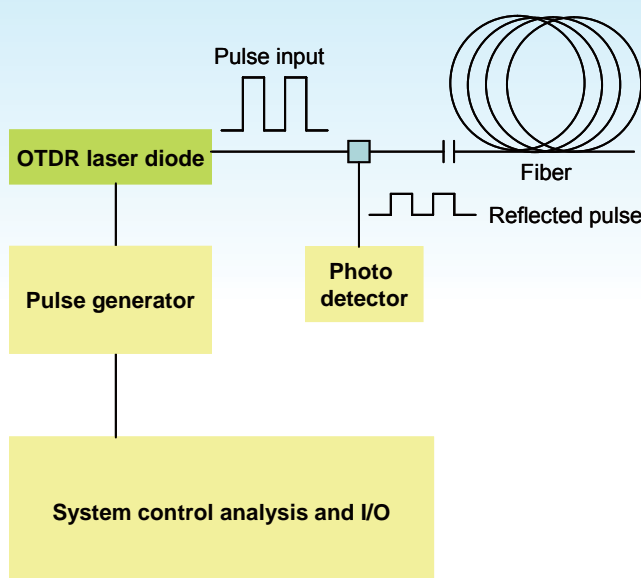 Pulse input
OTDR laser diode
Fiber
Reflected pulse
Photo
detector
Pulse generator
System control analysis and I/O